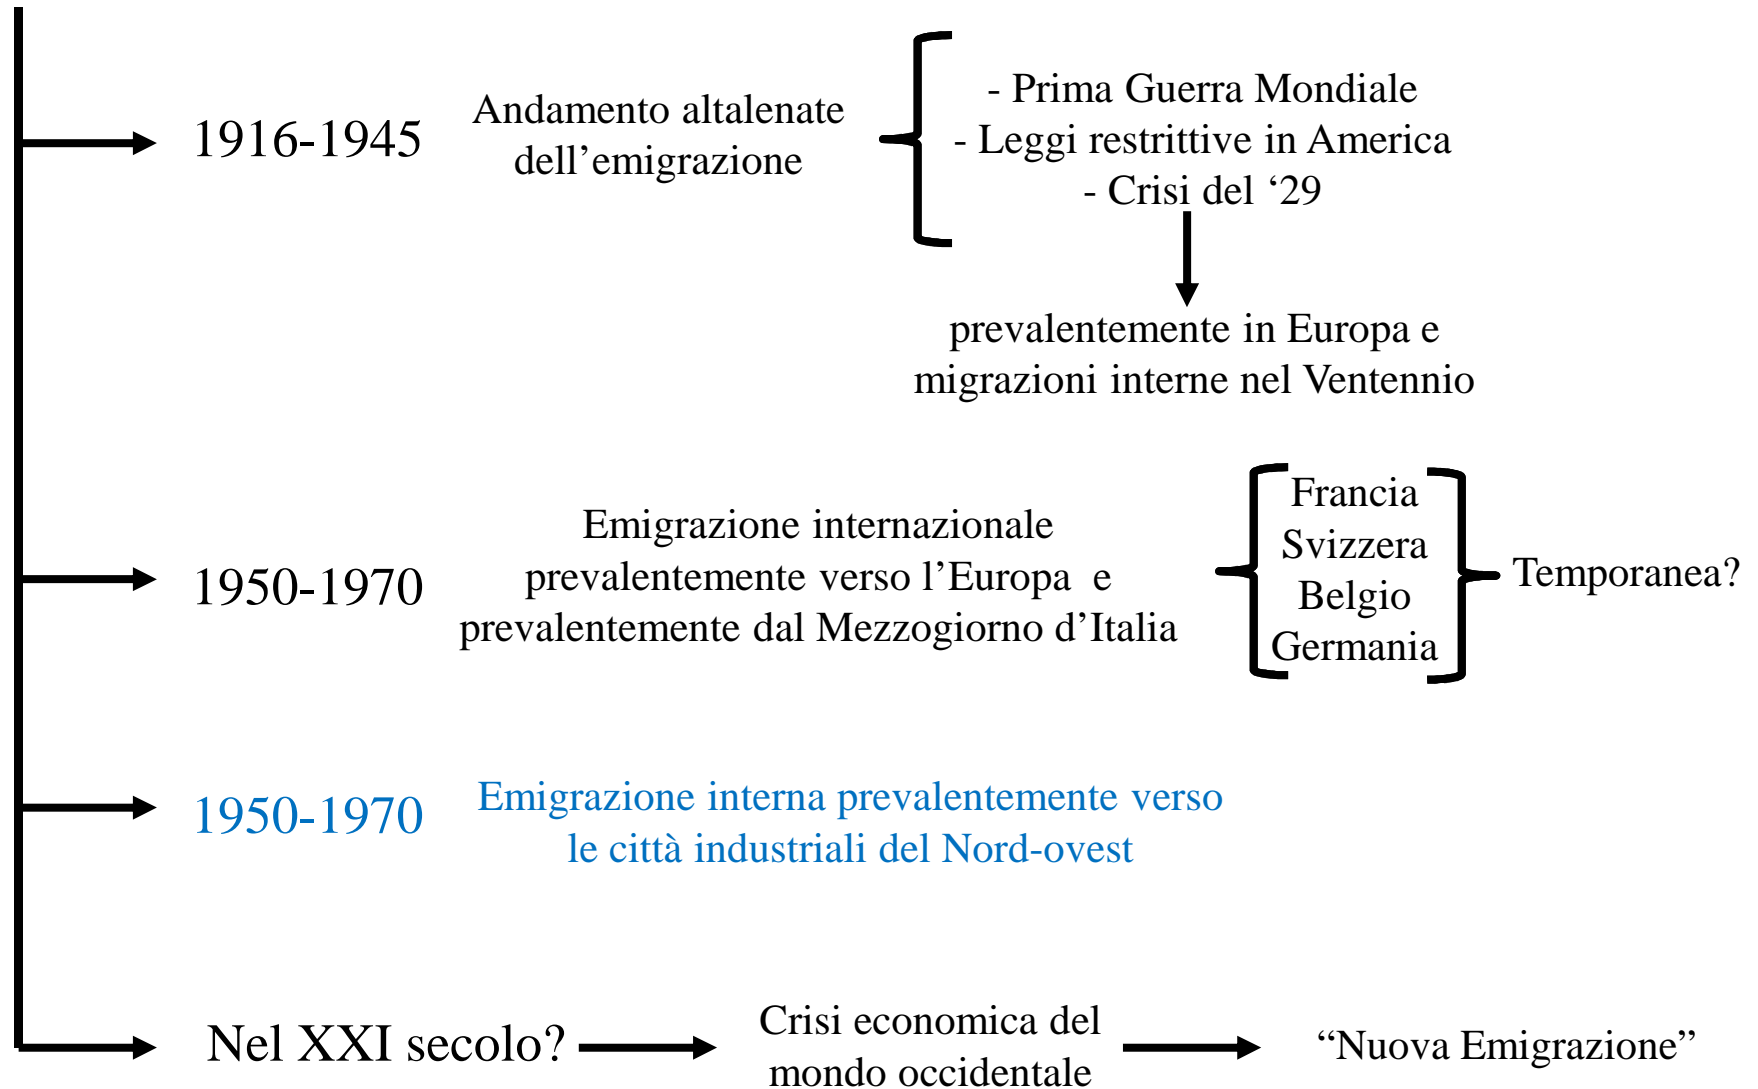 1916-1945
Andamento altalenate
dell’emigrazione
- Prima Guerra Mondiale
- Leggi restrittive in America
- Crisi del ‘29
prevalentemente in Europa e
migrazioni interne nel Ventennio
1950-1970
Emigrazione internazionale
prevalentemente verso l’Europa e
prevalentemente dal Mezzogiorno d’Italia
Francia
Svizzera
Belgio
Germania
Temporanea?
1950-1970
Emigrazione interna prevalentemente verso
le città industriali del Nord-ovest
Nel XXI secolo?
Crisi economica del
mondo occidentale
“Nuova Emigrazione”